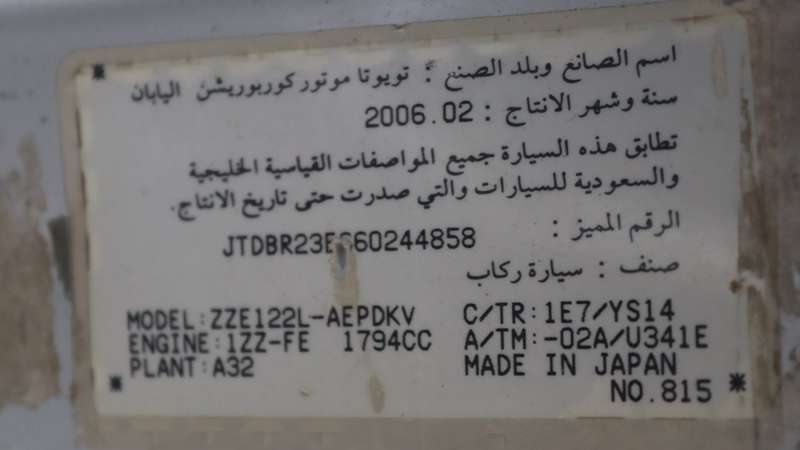 اسم الصانع وبلد الصنع : تويوتا موتور كوربوريشن اليابان
سنة وشهر الانتاج : 2006.02
تطابق هذه السيارة جميع المواصفات القياسية الخليجية
والسعودية للسيارات والتي صدرت حتى تاريخ الانتاج.
الرقم المميز :
صنف : سيارة ركاب
MODEL:ZZE122L-AEPDKV C/TR:1E7/YS14
ENGINE:1ZZ-FE 1794CC A/TM:-02A/U341E
PLANT:A32 MADE IN JAPAN
NO.815